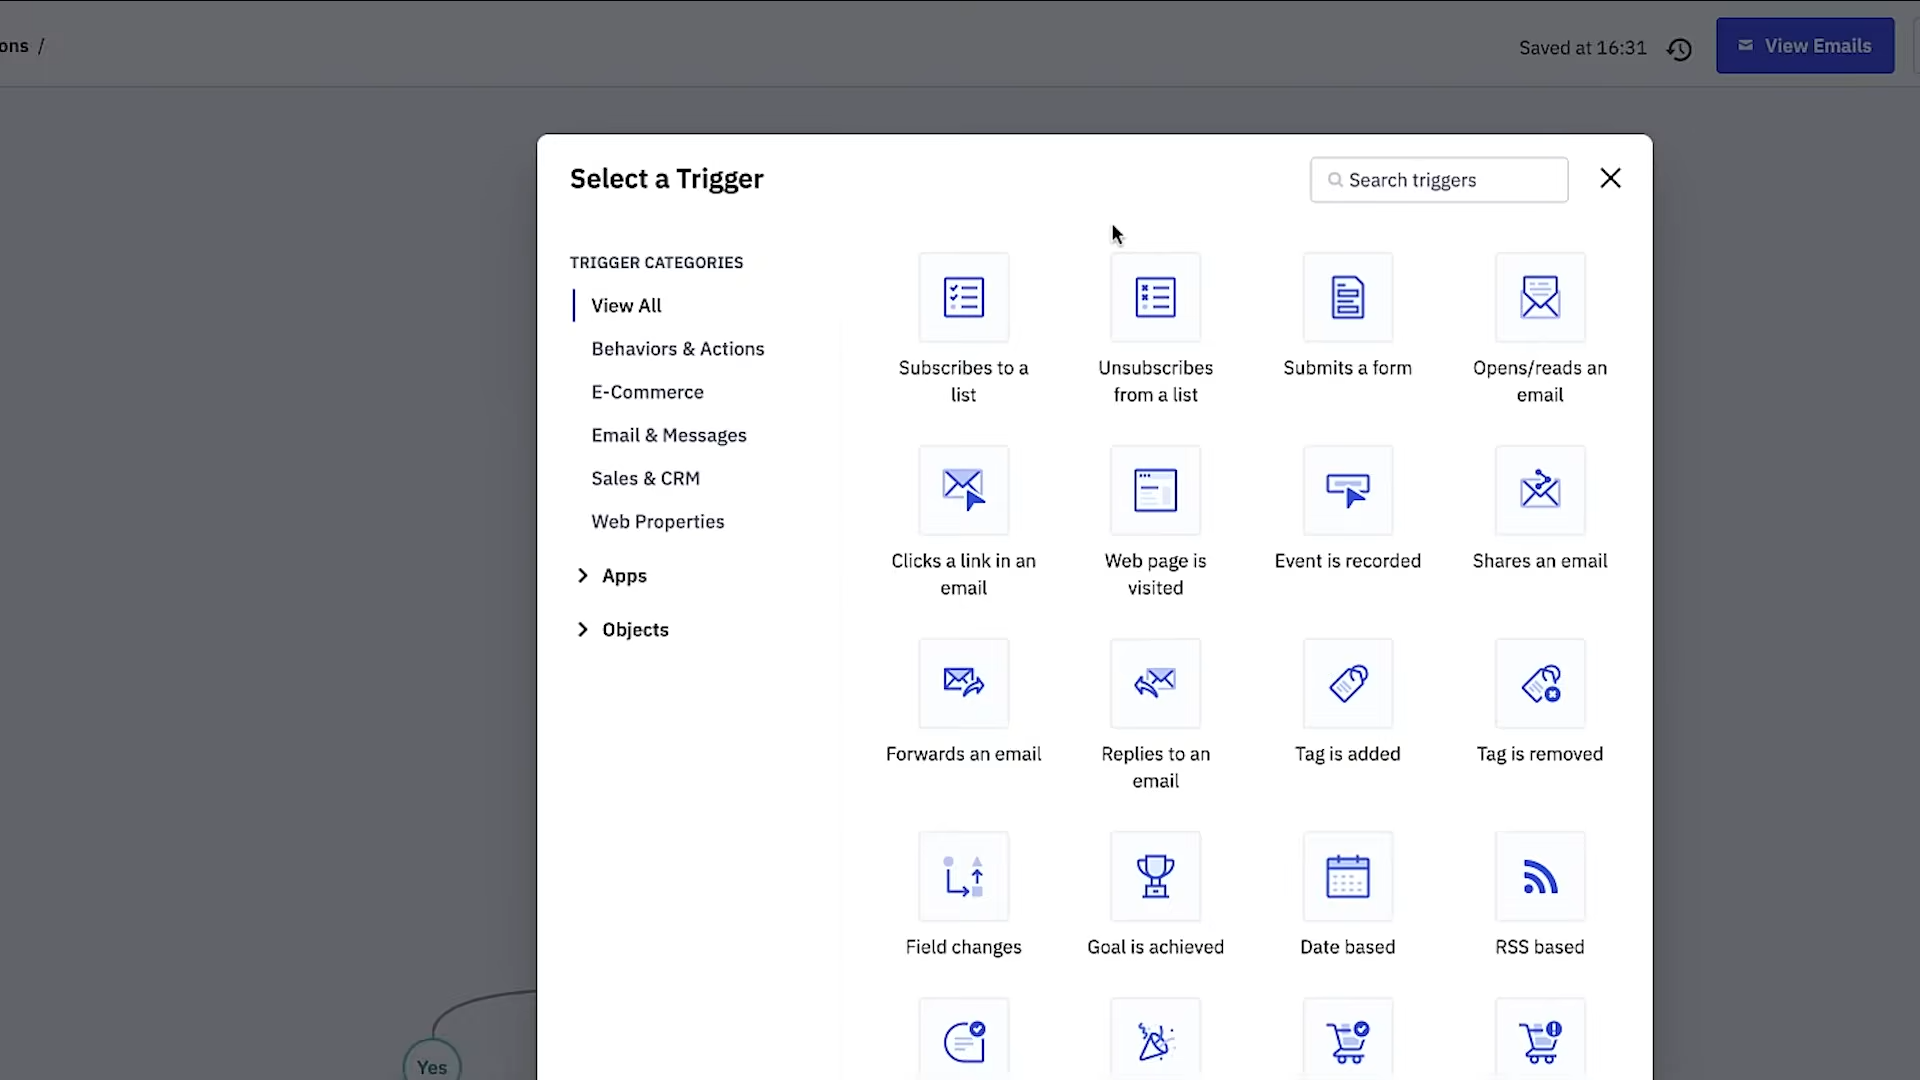 ons /
Saved at 16:31
View Emails
Select a Trigger
Search triggers
TRIGGER CATEGORIES
View All
Behaviors & Actions
E-Commerce
Email & Messages
Sales & CRM
Web Properties
Apps
Objects
Subscribes to a
list
Unsubscribes
from a list
Submits a form
Opens/reads an
email
Clicks a link in an
email
Web page is
visited
Event is recorded
Shares an email
Forwards an email
Replies to an
email
Tag is added
Tag is removed
Field changes
Goal is achieved
Date based
RSS based
Yes